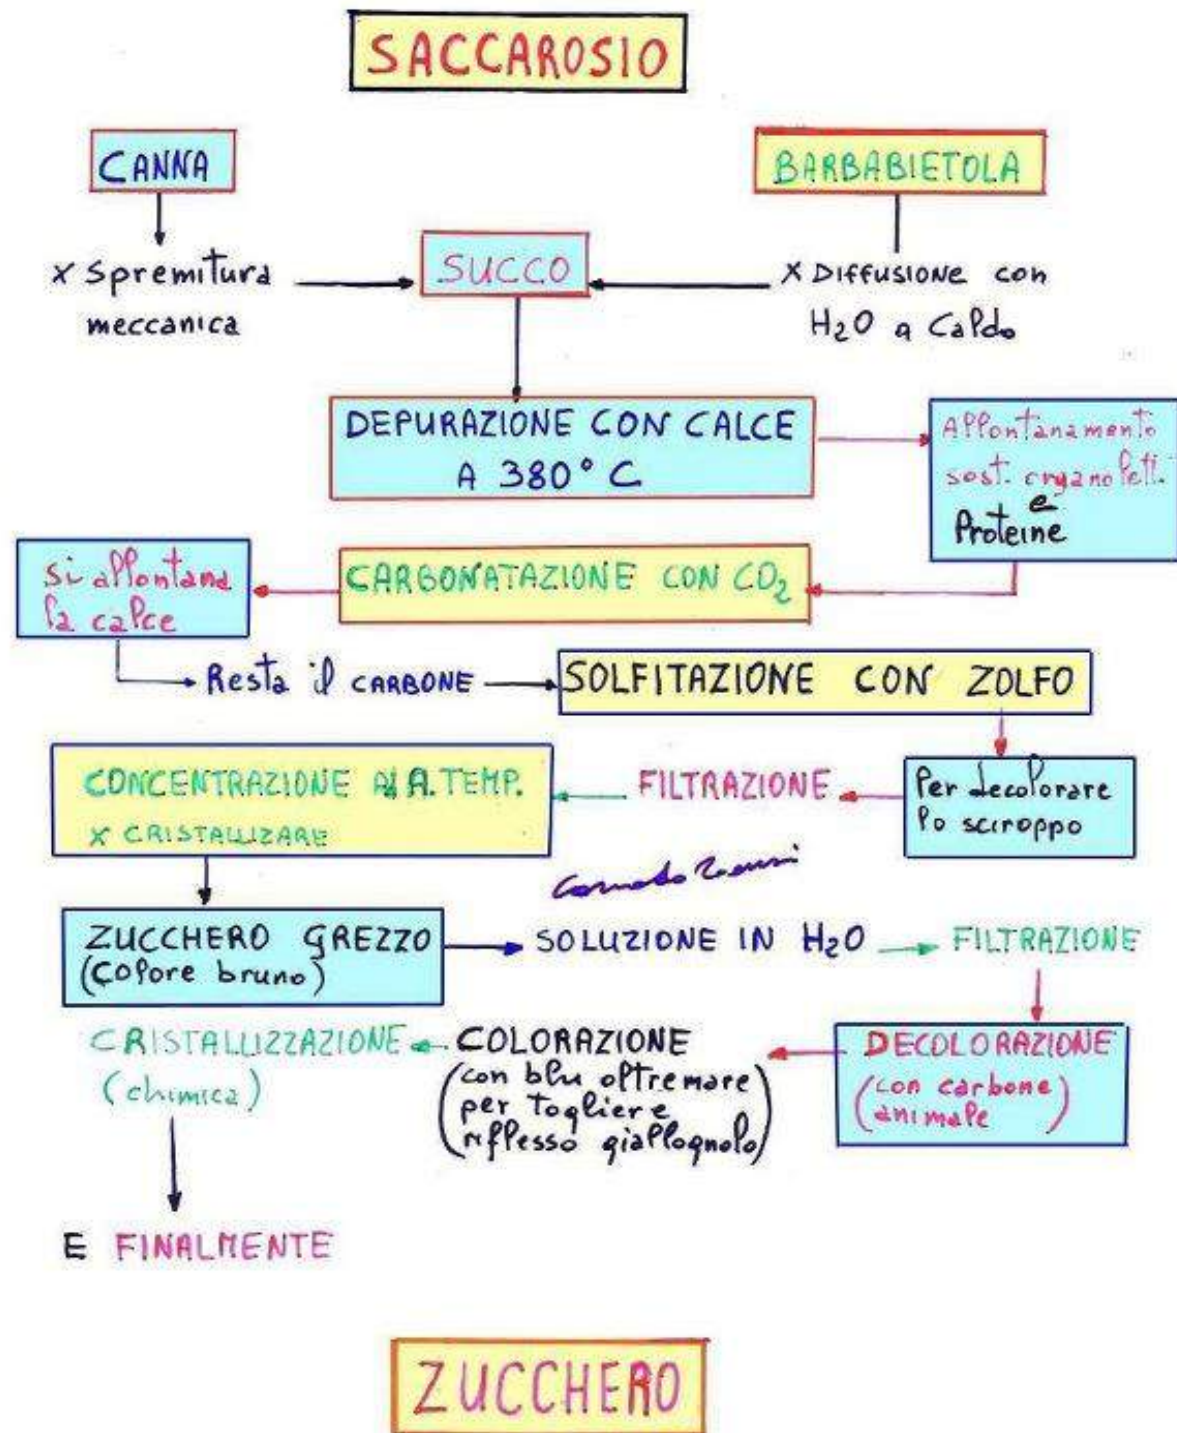 SACCAROSIO
CANNA
BARBABIETOLA
x Spremitura
meccanica
SUCCO
x DIFFUSIONE con
H₂O a Caldo
DEPURAZIONE CON CALCE
A 380° C
Allontanamento
sost. organolett.
e
Proteine
CARBONATAZIONE CON CO₂
si allontana
la calce
Resta il CARBONE
SOLFITAZIONE CON ZOLFO
Per decolorare
lo sciroppo
FILTRAZIONE
CONCENTRAZIONE AD A. TEMP.
x CRISTALLIZARE
ZUCCHERO GREZZO
(Colore bruno)
SOLUZIONE IN H₂O
FILTRAZIONE
DECOLORAZIONE
(con carbone
animale)
COLORAZIONE
(con blu oltremare
per togliere
riflesso giallognolo)
CRISTALLIZZAZIONE
(chimica)
E FINALMENTE
ZUCCHERO